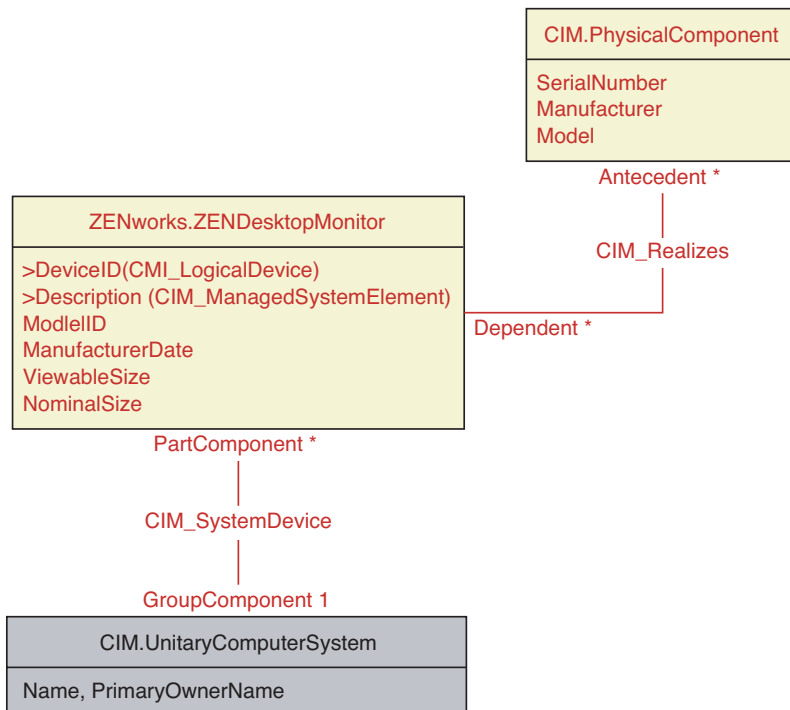 CIM.PhysicalComponent
SerialNumber
Manufacturer
Model
Antecedent *
CIM_Realizes
Dependent *
ZENworks.ZENDesktopMonitor
>DeviceID(CMI_LogicalDevice)
>Description (CIM_ManagedSystemElement)
ModlelID
ManufacturerDate
ViewableSize
NominalSize
PartComponent *
CIM_SystemDevice
GroupComponent 1
CIM.UnitaryComputerSystem
Name, PrimaryOwnerName